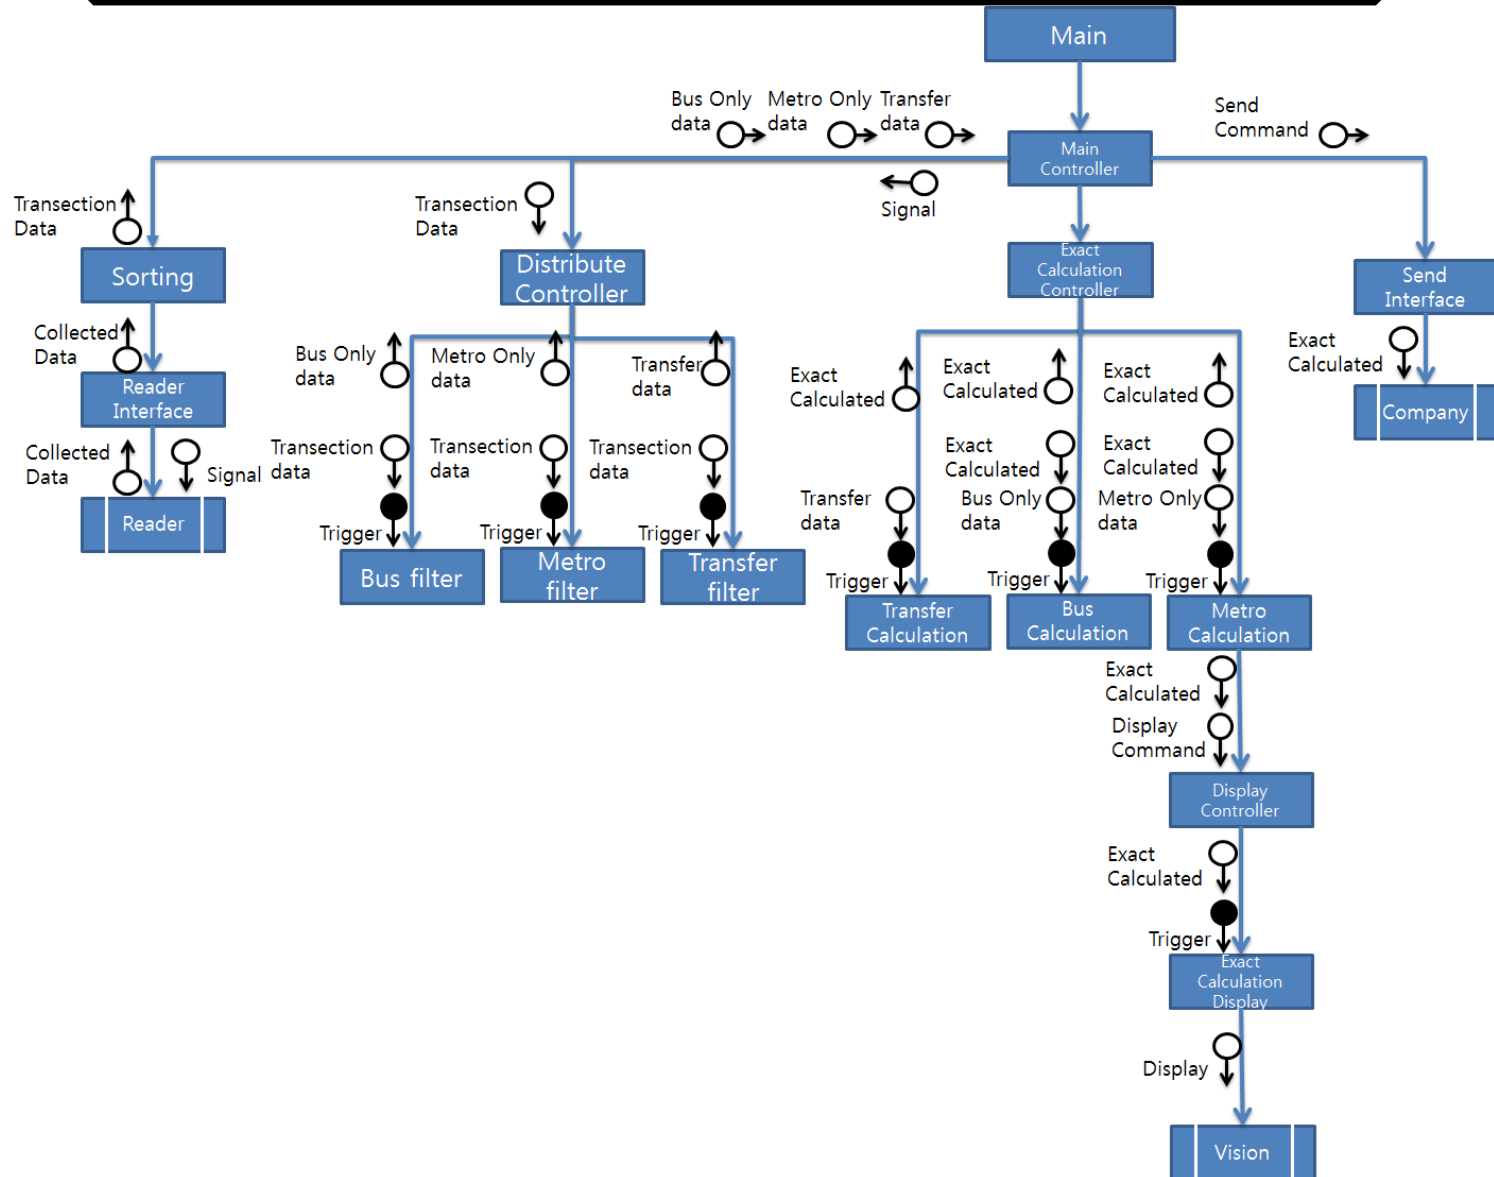 Main
Bus Only
data
Metro Only
data
Transfer
data
Send
Command
Main
Controller
Signal
Transection
Data
Transection
Data
Sorting
Distribute
Controller
Exact
Calculation
Controller
Send
Interface
Collected
Data
Bus Only
data
Metro Only
data
Transfer
data
Exact
Calculated
Exact
Calculated
Exact
Calculated
Exact
Calculated
Reader
Interface
Company
Collected
Data
Signal
Transection
data
Transection
data
Transection
data
Exact
Calculated
Exact
Calculated
Transfer
data
Bus Only
data
Metro Only
data
Reader
Trigger
Trigger
Trigger
Bus filter
Metro
filter
Transfer
filter
Trigger
Trigger
Trigger
Transfer
Calculation
Bus
Calculation
Metro
Calculation
Exact
Calculated
Display
Command
Display
Controller
Exact
Calculated
Trigger
Exact
Calculation
Display
Display
Vision